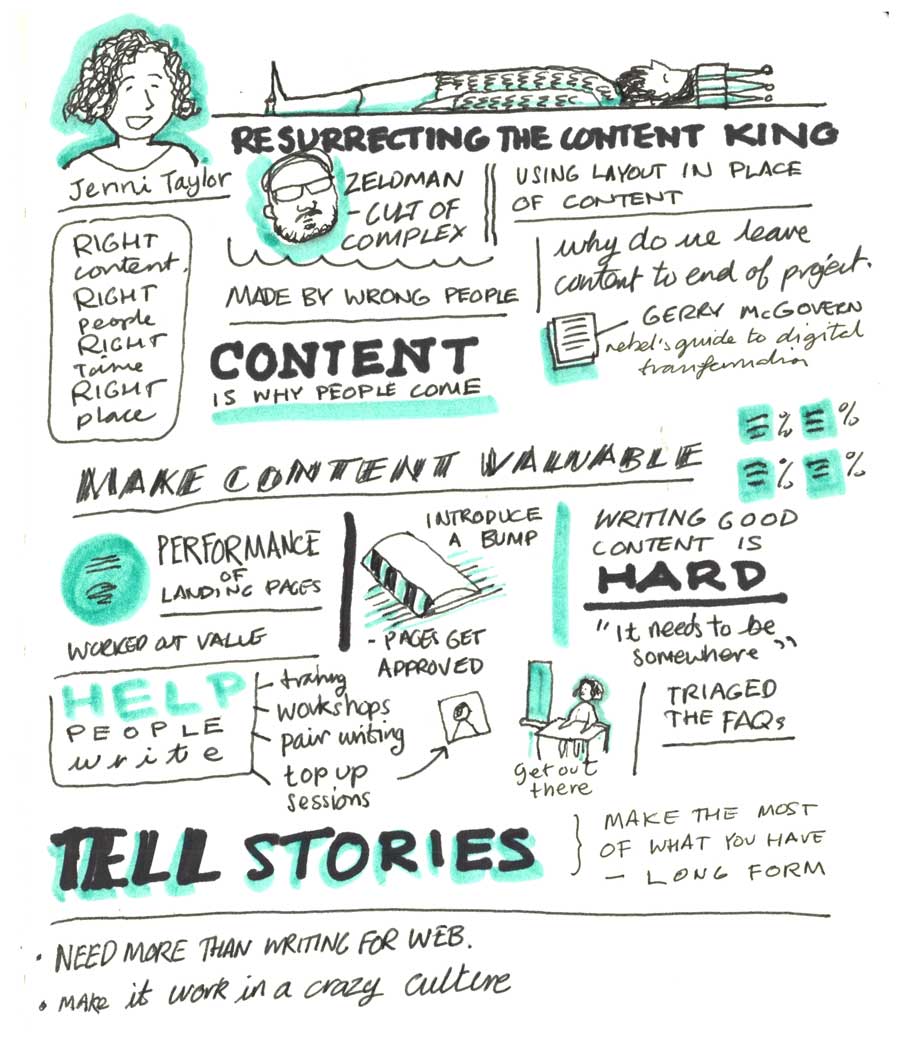 RESURRECTING THE CONTENT KING
Jenni Taylor
RIGHT
content.
RIGHT
people
RIGHT
Time
RIGHT
place
ZELDMAN
- CULT OF
COMPLEX
MADE BY WRONG PEOPLE
CONTENT
IS WHY PEOPLE COME
USING LAYOUT IN PLACE
OF CONTENT
why do we leave
content to end of project.
GERRY McGOVERN
rebel's guide to digital
transformation
MAKE CONTENT VALUABLE
% %
% %
PERFORMANCE
OF
LANDING PAGES
WORKED OUT VALUE
INTRODUCE
A BUMP
- PAGES GET
APPROVED
WRITING GOOD
CONTENT IS
HARD
"It needs to be
somewhere"
HELP
PEOPLE
write
- training
- workshops
- pair writing
top up
sessions
get out
there
TRIAGED
THE FAQs
TELL STORIES
MAKE THE MOST
OF WHAT YOU HAVE
- LONG FORM
• NEED MORE THAN WRITING FOR WEB.
• MAKE it work in a crazy culture